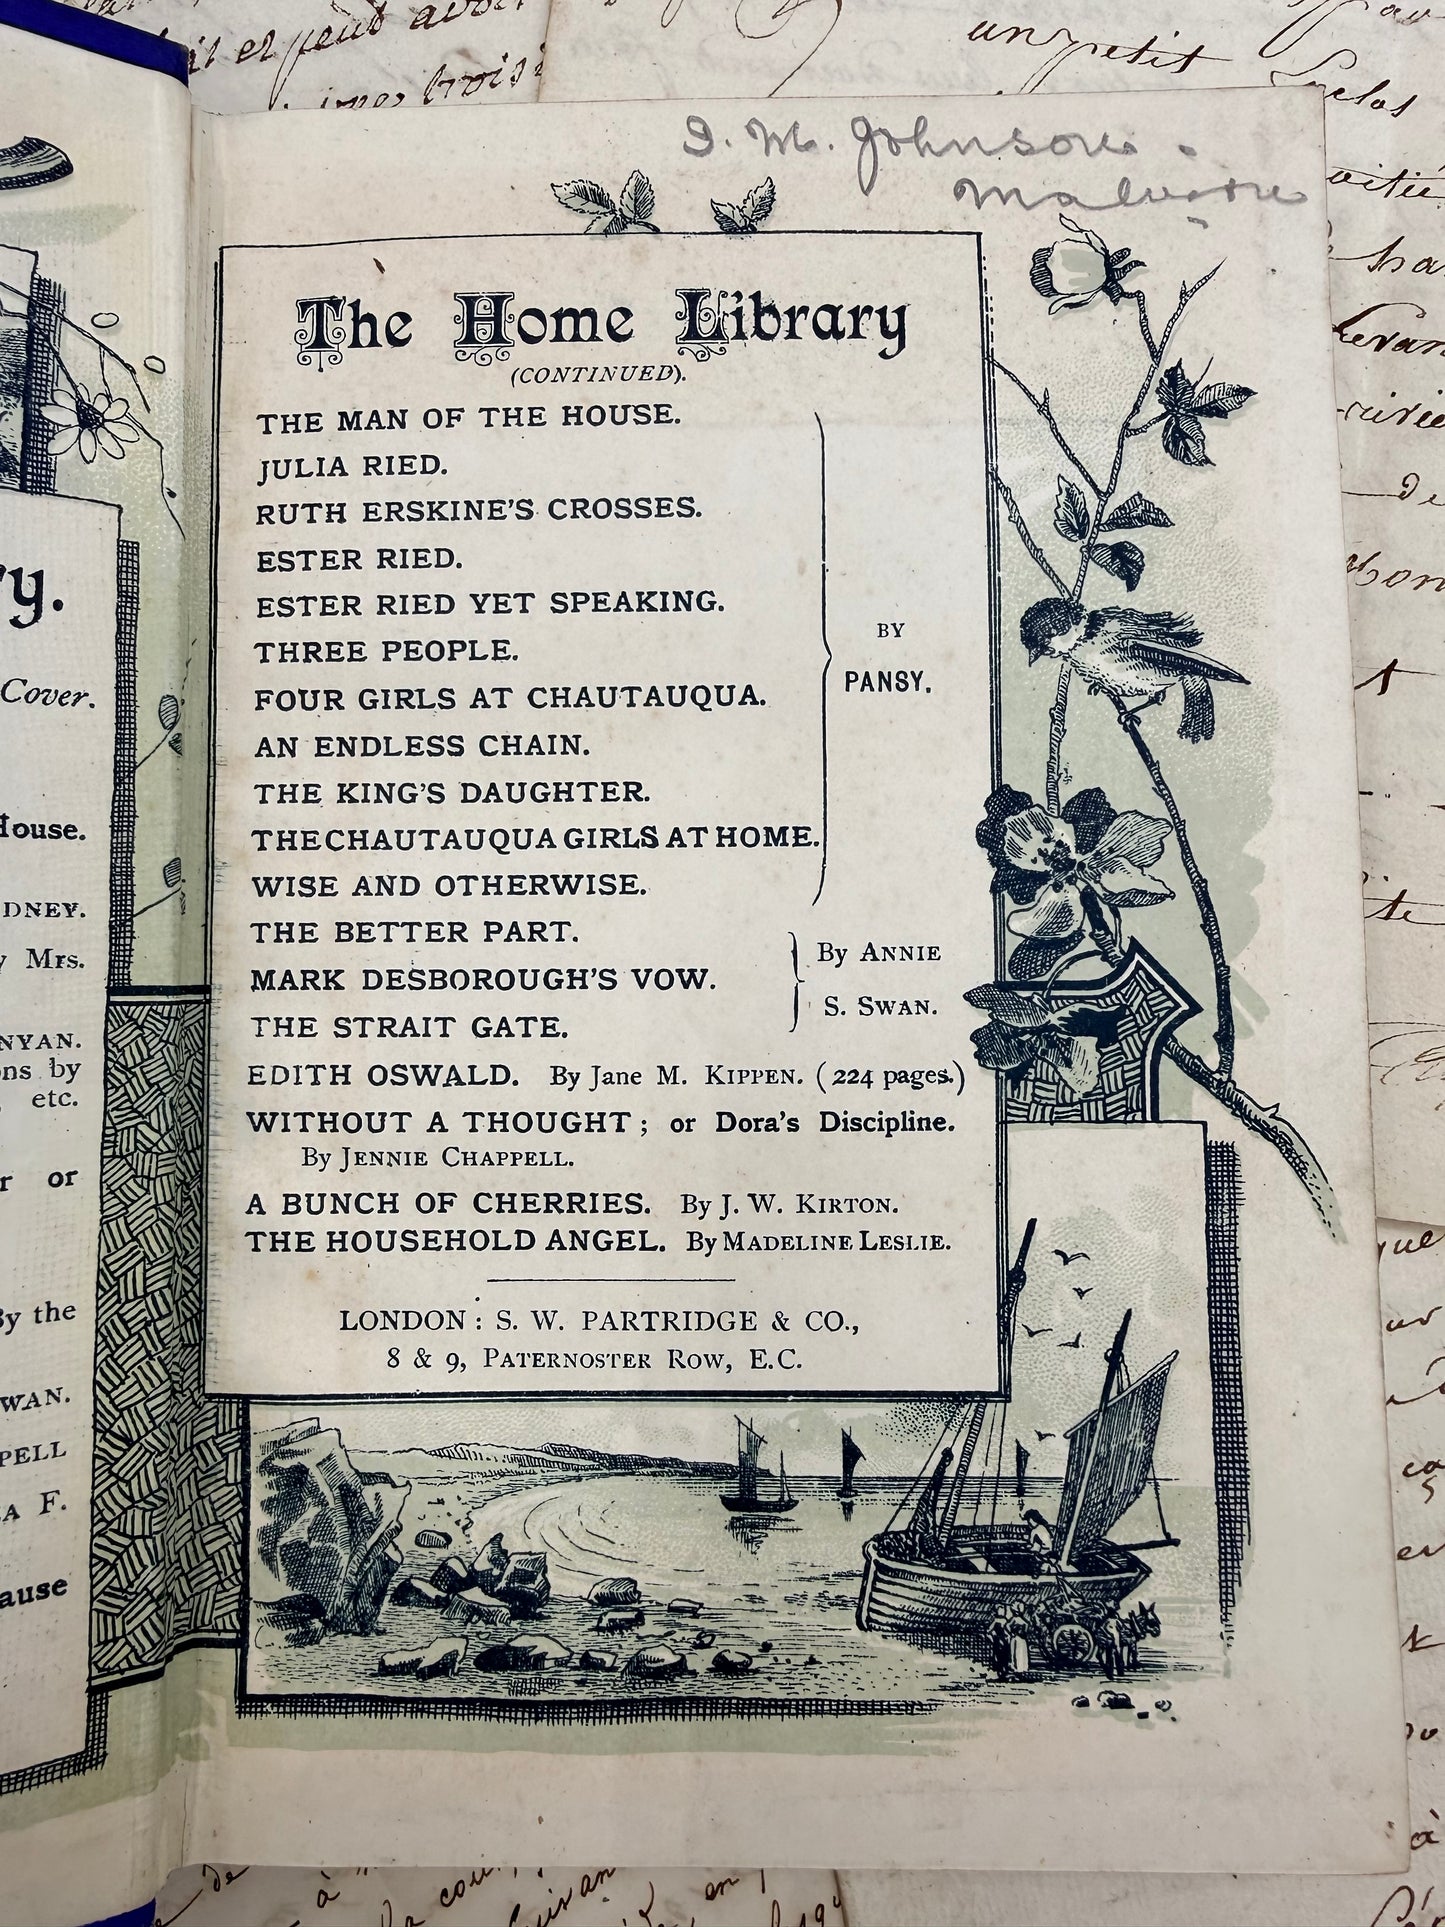 un petit
J. M. Johnson.
Malvern
The Home Library
(CONTINUED).
THE MAN OF THE HOUSE.
JULIA RIED.
RUTH ERSKINE'S CROSSES.
ESTER RIED.
ESTER RIED YET SPEAKING.
THREE PEOPLE.
FOUR GIRLS AT CHAUTAUQUA.
AN ENDLESS CHAIN.
THE KING'S DAUGHTER.
THE CHAUTAUQUA GIRLS AT HOME.
WISE AND OTHERWISE.
BY
PANSY.
THE BETTER PART.
MARK DESBOROUGH'S VOW.
THE STRAIT GATE.
By ANNIE
S. SWAN.
EDITH OSWALD. By Jane M. KIPPEN. (224 pages.)
WITHOUT A THOUGHT; or Dora's Discipline.
By JENNIE CHAPPELL.
A BUNCH OF CHERRIES. By J. W. KIRTON.
THE HOUSEHOLD ANGEL. By MADELINE LESLIE.
LONDON: S. W. PARTRIDGE & CO.,
8 & 9, PATERNOSTER ROW, E.C.
ry.
Cover.
House.
DNEY.
y Mrs.
NYAN.
ons by
, etc.
r or
By the
WAN.
PELL
A F.
ause